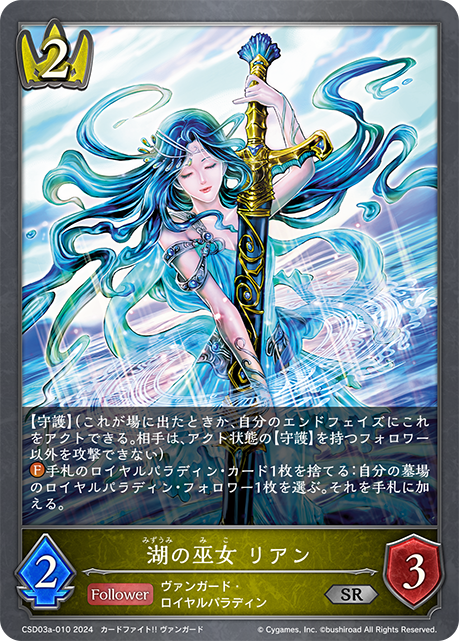 2
【守護】(これが場に出たときか、自分のエンドフェイズにこれ
をアクトできる。相手は、アクト状態の【守護】を持つフォロワー
以外を攻撃できない)
F 手札のロイヤルパラディン・カード1枚を捨てる:自分の墓場
のロイヤルパラディン・フォロワー1枚を選ぶ。それを手札に加
える。
みずうみ み こ
湖の巫女 リアン
2
Follower
ヴァンガード・
ロイヤルパラディン
SR
3
CSD03a-010 2024 カードファイト!! ヴァンガード
© Cygames, Inc. ©bushiroad All Rights Reserved.